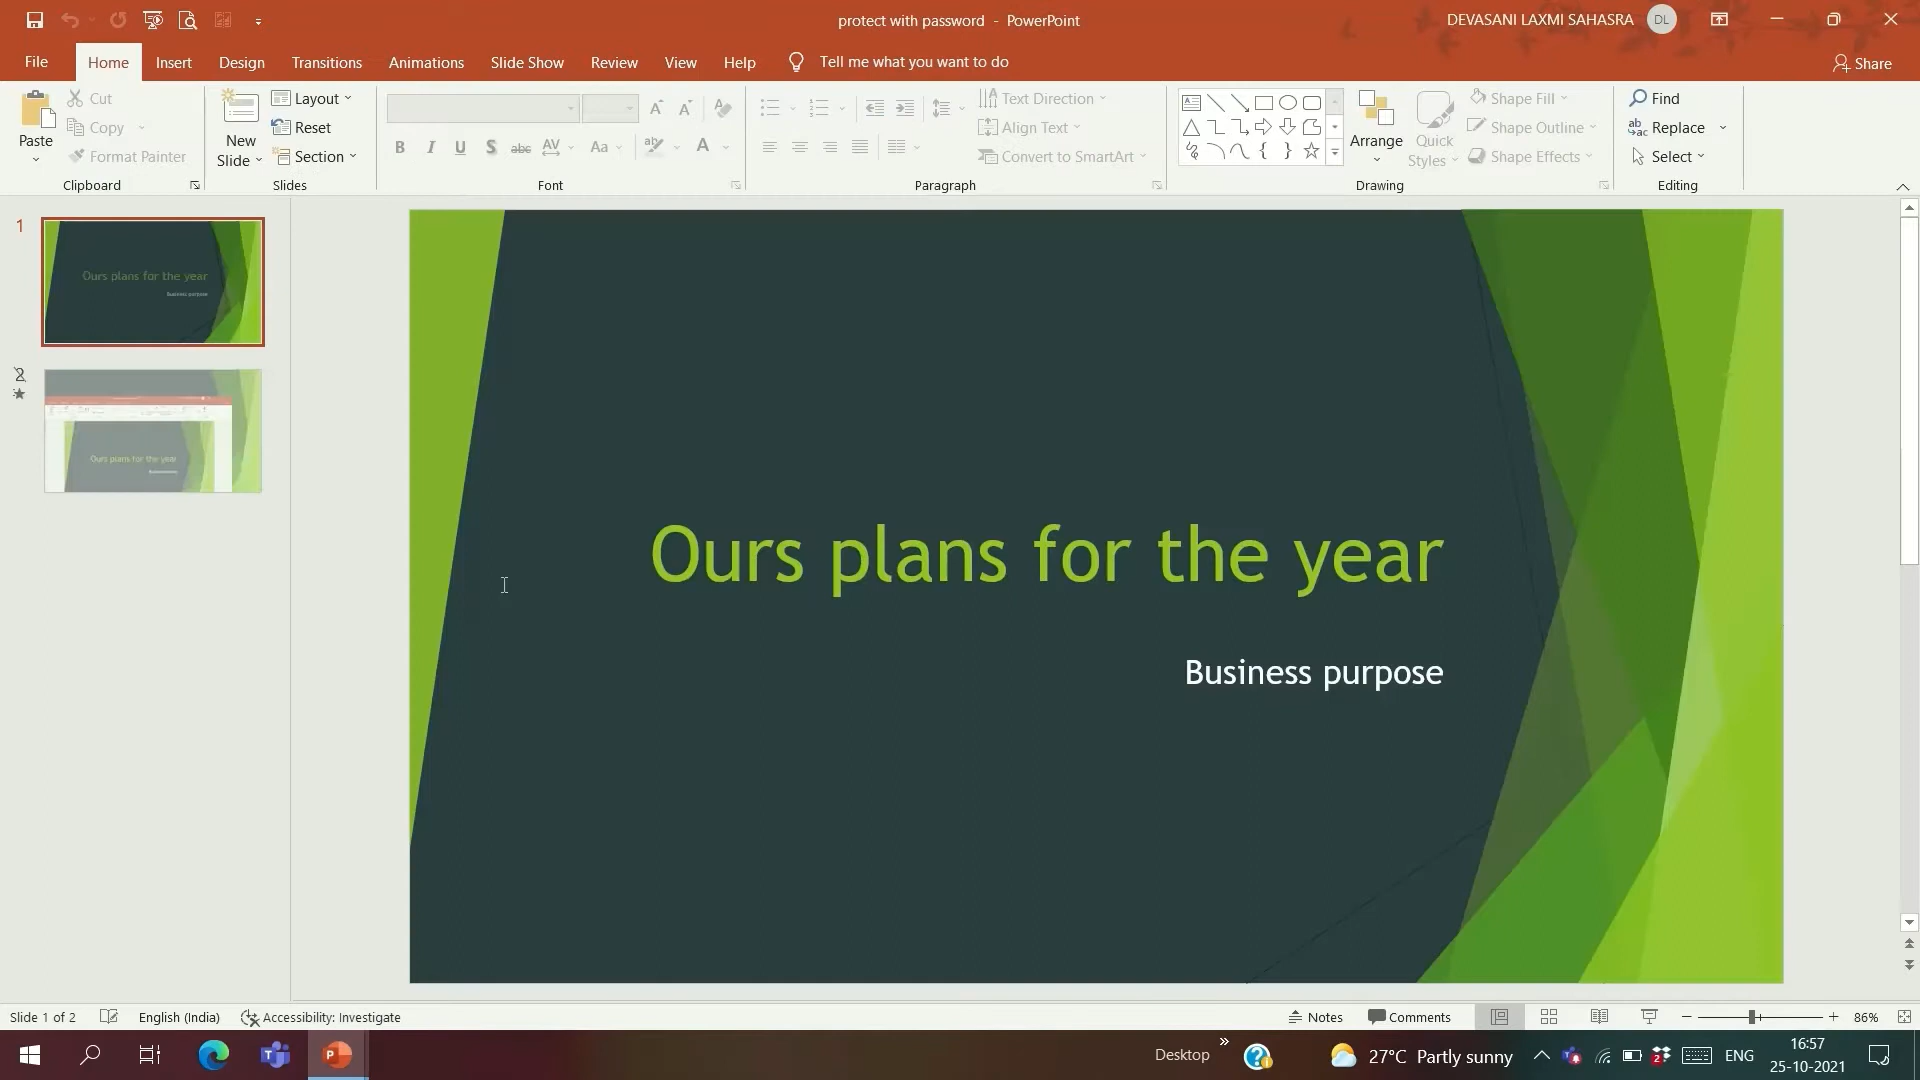 protect with password - PowerPoint
DEVASANI LAXMI SAHASRA DL
File Home Insert Design Transitions Animations Slide Show Review View Help Tell me what you want to do Share
Paste
Cut
Copy
Format Painter
Clipboard
New Slide
Layout
Reset
Section
Slides
B I U S abc AV Aa A
Font
Text Direction
Align Text
Convert to SmartArt
Paragraph
Arrange
Quick Styles
Shape Fill
Shape Outline
Shape Effects
Drawing
Find
Replace
Select
Editing
1
Ours plans for the year
Business purpose
2
Ours plans for the year
Ours plans for the year
Business purpose
Slide 1 of 2 English (India) Accessibility: Investigate Notes Comments 86%
Desktop 27°C Partly sunny ENG 16:57
25-10-2021